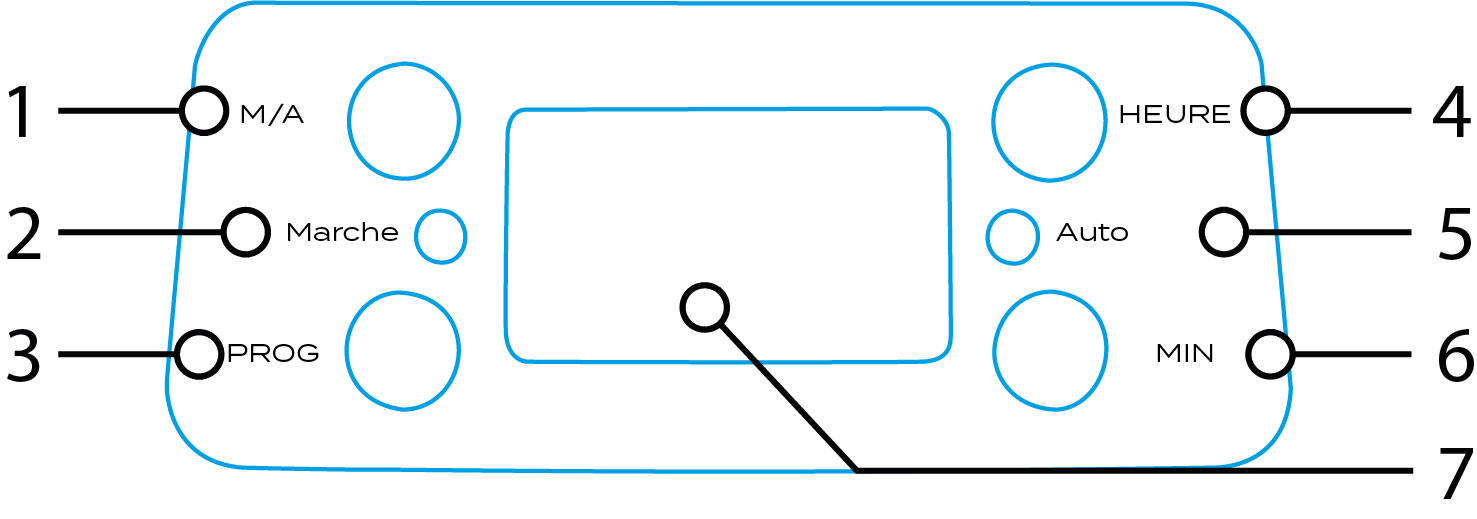 1 M/A HEURE 4
2 Marche Auto 5
3 PROG MIN 6
7